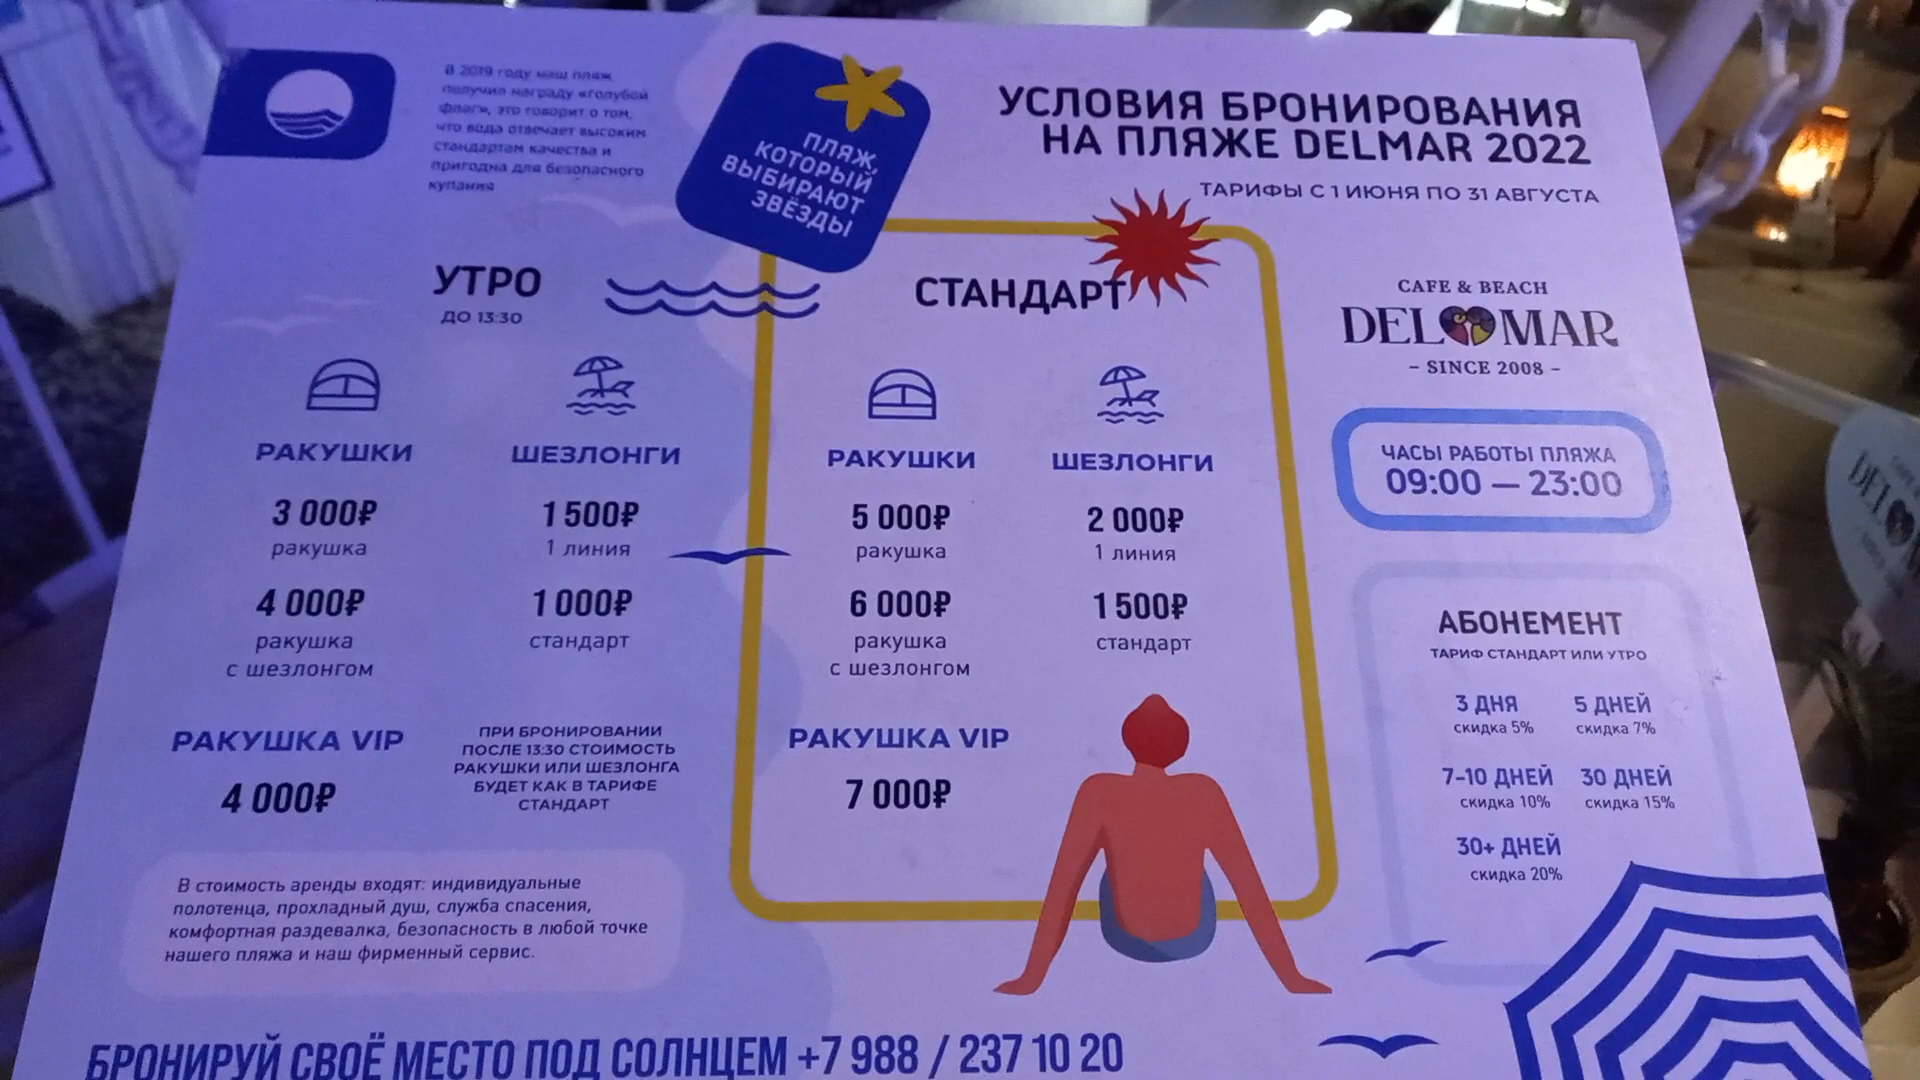 В 2019 году наш пляж
получил награду «Голубой
флаг», это говорит о том,
что вода отвечает высоким
стандартам качества и
пригодна для безопасного
купания
ПЛЯЖ,
КОТОРЫЙ
ВЫБИРАЮТ
ЗВЁЗДЫ
УСЛОВИЯ БРОНИРОВАНИЯ
НА ПЛЯЖЕ DELMAR 2022
ТАРИФЫ С 1 ИЮНЯ ПО 31 АВГУСТА
УТРО
ДО 13:30
РАКУШКИ
3 000₽
ракушка
4 000₽
ракушка
с шезлонгом
ШЕЗЛОНГИ
1 500₽
1 линия
1 000₽
стандарт
РАКУШКА VIP
4 000₽
ПРИ БРОНИРОВАНИИ
ПОСЛЕ 13:30 СТОИМОСТЬ
РАКУШКИ ИЛИ ШЕЗЛОНГА
БУДЕТ КАК В ТАРИФЕ
СТАНДАРТ
СТАНДАРТ
РАКУШКИ
5 000₽
ракушка
6 000₽
ракушка
с шезлонгом
ШЕЗЛОНГИ
2 000₽
1 линия
1 500₽
стандарт
РАКУШКА VIP
7 000₽
CAFE & BEACH
DELMAR
– SINCE 2008 –
ЧАСЫ РАБОТЫ ПЛЯЖА
09:00 — 23:00
АБОНЕМЕНТ
ТАРИФ СТАНДАРТ ИЛИ УТРО
3 ДНЯ
скидка 5%
5 ДНЕЙ
скидка 7%
7-10 ДНЕЙ
скидка 10%
30 ДНЕЙ
скидка 15%
30+ ДНЕЙ
скидка 20%
В стоимость аренды входят: индивидуальные
полотенца, прохладный душ, служба спасения,
комфортная раздевалка, безопасность в любой точке
нашего пляжа и наш фирменный сервис.
БРОНИРУЙ СВОЁ МЕСТО ПОД СОЛНЦЕМ +7 988 / 237 10 20